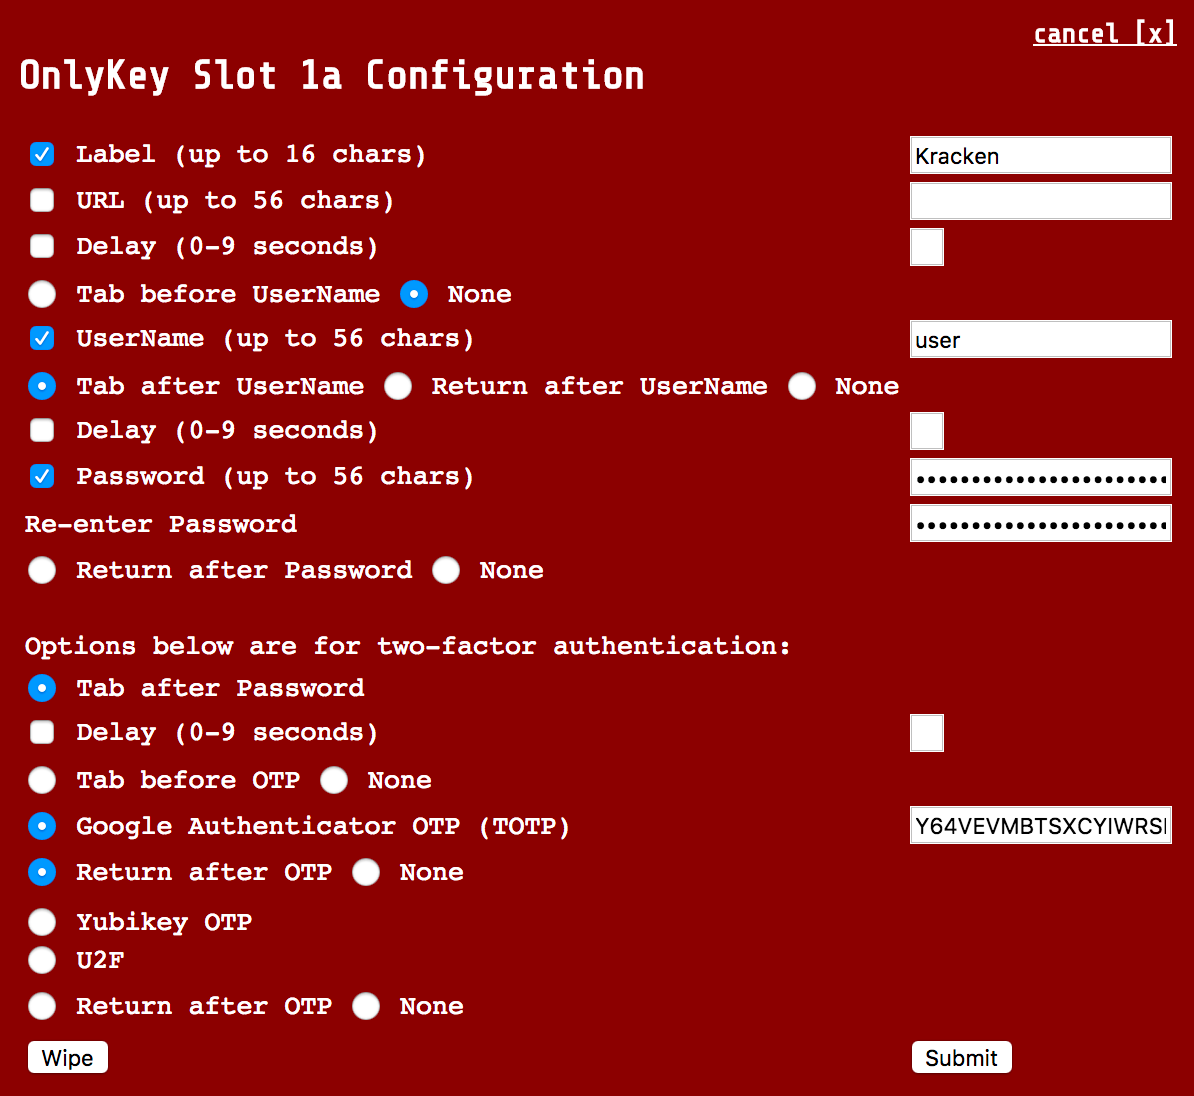 cancel [x]
OnlyKey Slot 1a Configuration
Label (up to 16 chars) Kracken
URL (up to 56 chars)
Delay (0-9 seconds)
Tab before UserName None
UserName (up to 56 chars) user
Tab after UserName Return after UserName None
Delay (0-9 seconds)
Password (up to 56 chars)
Re-enter Password
Return after Password None
Options below are for two-factor authentication:
Tab after Password
Delay (0-9 seconds)
Tab before OTP None
Google Authenticator OTP (TOTP)
Return after OTP None
Yubikey OTP
U2F
Return after OTP None
Wipe Submit